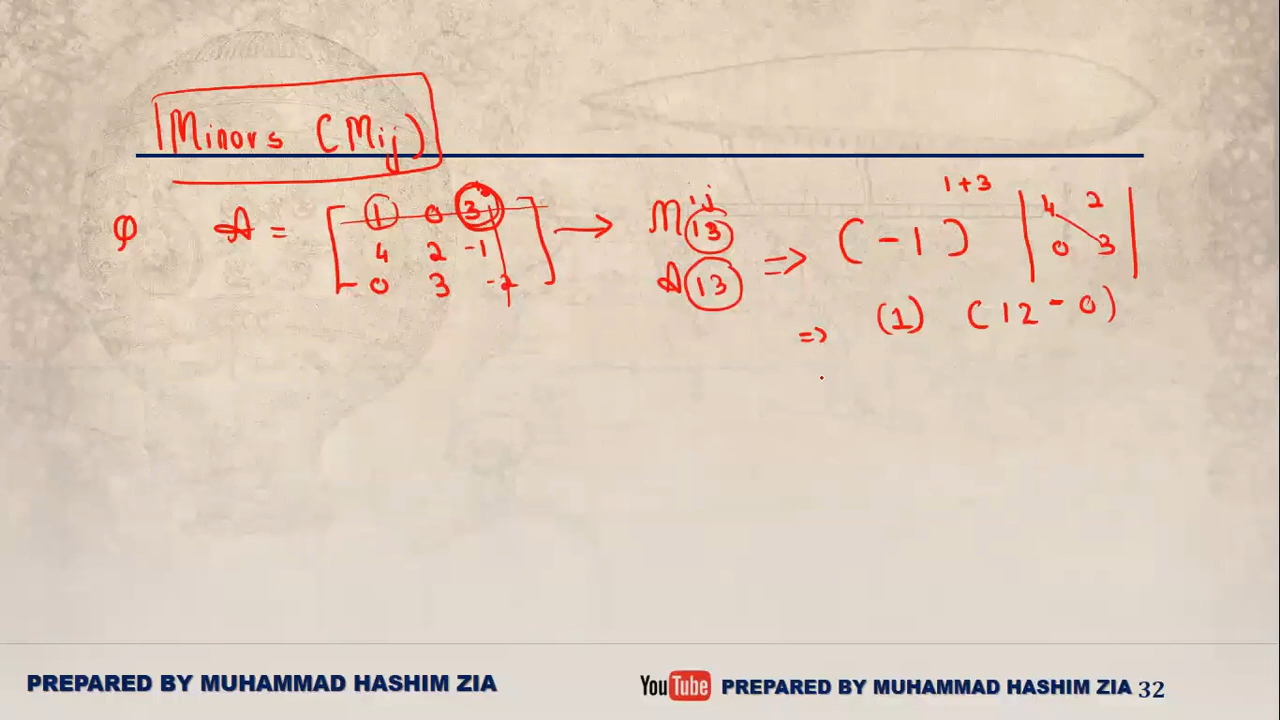 Minors (Mij)
Q A = [ 1 0 3 → Mij 13 ⇒ (-1) 1+3 | 4 2
4 2 -1 A 13 0 3 |
0 3 -2 ] ⇒ (1) (12 - 0)
PREPARED BY MUHAMMAD HASHIM ZIA
YouTube PREPARED BY MUHAMMAD HASHIM ZIA 32